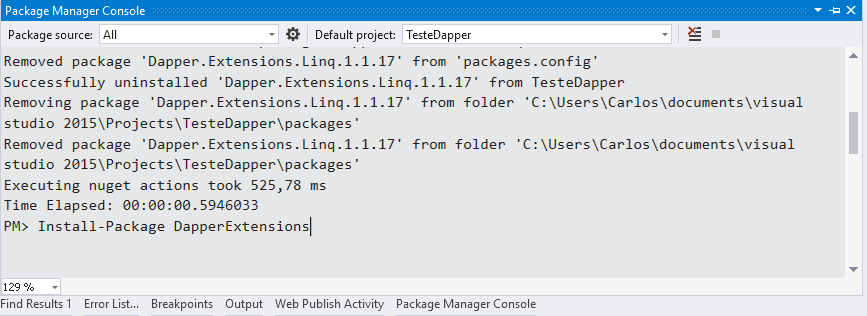 Package Manager Console
Package source: All Default project: TesteDapper
Removed package 'Dapper.Extensions.Linq.1.1.17' from 'packages.config'
Successfully uninstalled 'Dapper.Extensions.Linq.1.1.17' from TesteDapper
Removing package 'Dapper.Extensions.Linq.1.1.17' from folder 'C:\Users\Carlos\documents\visual
studio 2015\Projects\TesteDapper\packages'
Removed package 'Dapper.Extensions.Linq.1.1.17' from folder 'C:\Users\Carlos\documents\visual
studio 2015\Projects\TesteDapper\packages'
Executing nuget actions took 525,78 ms
Time Elapsed: 00:00:00.5946033
PM> Install-Package DapperExtensions
129 %
Find Results 1 Error List... Breakpoints Output Web Publish Activity Package Manager Console